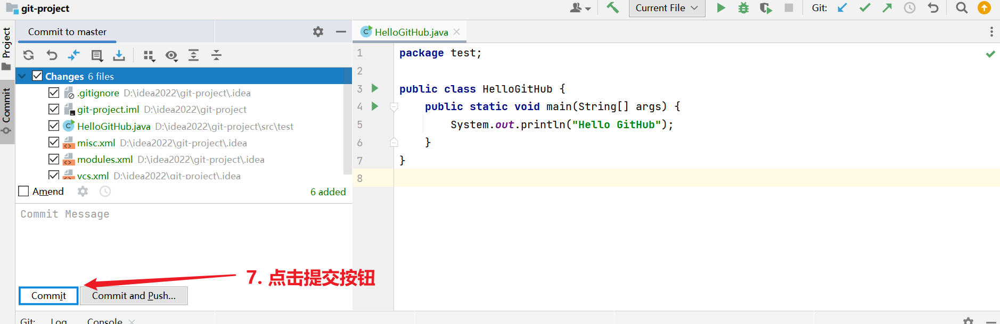 git-project
Current File
Git:
Project
Commit
Commit to master
Changes 6 files
.gitignore D:\idea2022\git-project\.idea
git-project.iml D:\idea2022\git-project
HelloGitHub.java D:\idea2022\git-project\src\test
misc.xml D:\idea2022\git-project\.idea
modules.xml D:\idea2022\git-project\.idea
vcs.xml D:\idea2022\git-project\.idea
Amend
6 added
Commit Message
7. 点击提交按钮
Commit
Commit and Push...
HelloGitHub.java
1 package test;
2
3 public class HelloGitHub {
4 public static void main(String[] args) {
5 System.out.println("Hello GitHub");
6 }
7 }
8
Git: Log Console